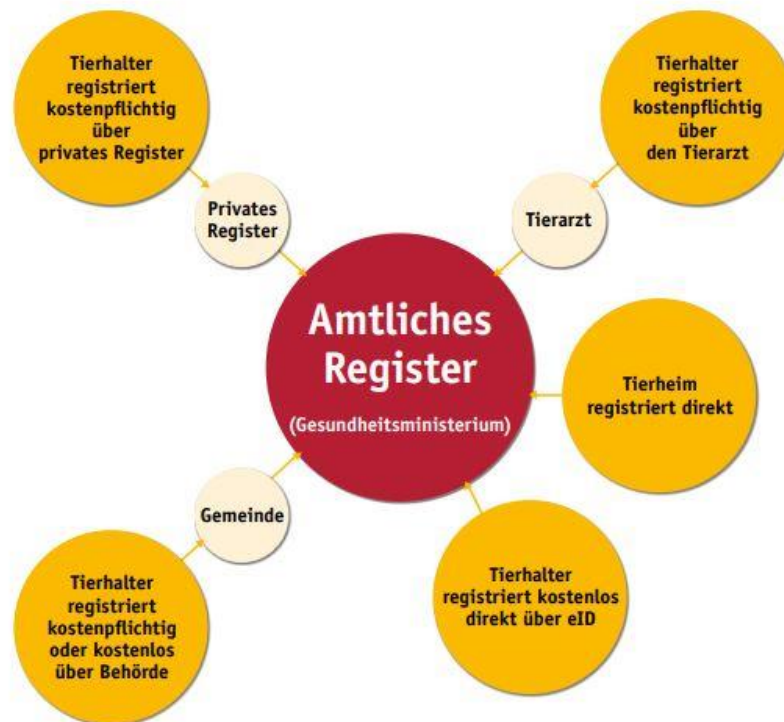 Tierhalter
registriert
kostenpflichtig
über
privates Register
Tierhalter
registriert
kostenpflichtig
über
den Tierarzt
Privates
Register
Tierarzt
Amtliches
Register
(Gesundheitsministerium)
Tierheim
registriert direkt
Gemeinde
Tierhalter
registriert
kostenpflichtig
oder kostenlos
über Behörde
Tierhalter
registriert kostenlos
direkt über eID